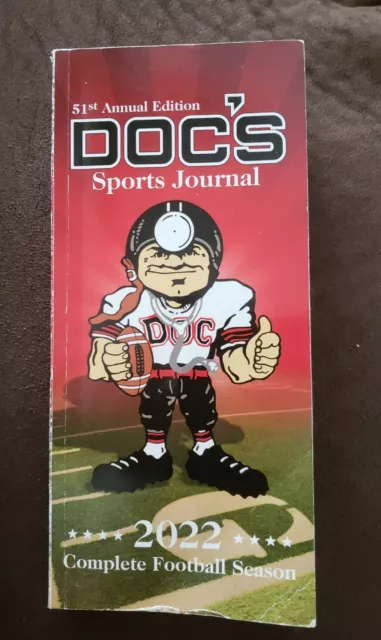 51st Annual Edition
DOC'S
Sports Journal
DOC
★★★★ 2022 ★★★★
Complete Football Season